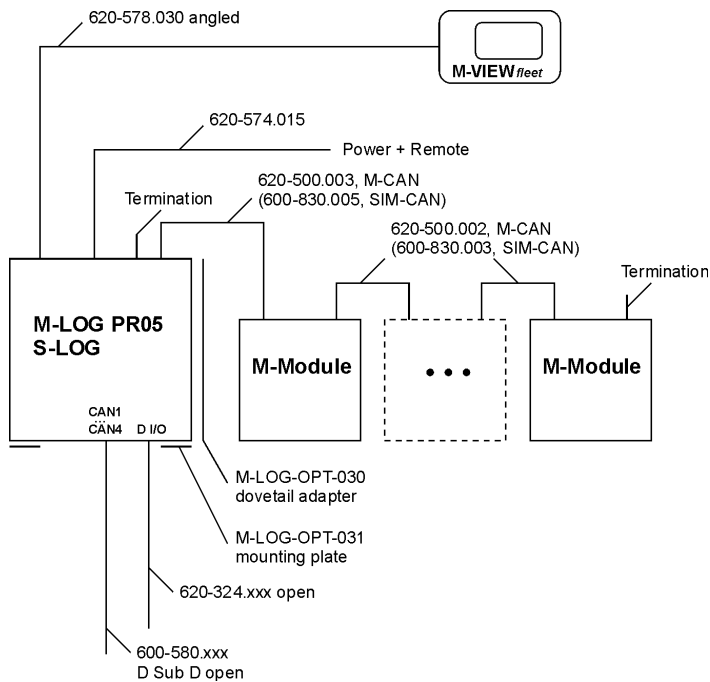 620-578.030 angled
M-VIEW fleet
620-574.015
Power + Remote
620-500.003, M-CAN
(600-830.005, SIM-CAN)
Termination
620-500.002, M-CAN
(600-830.003, SIM-CAN)
Termination
M-LOG PR05
S-LOG
M-Module
M-Module
CAN1
...
CAN4
D I/O
M-LOG-OPT-030
dovetail adapter
M-LOG-OPT-031
mounting plate
620-324.xxx open
600-580.xxx
D Sub D open